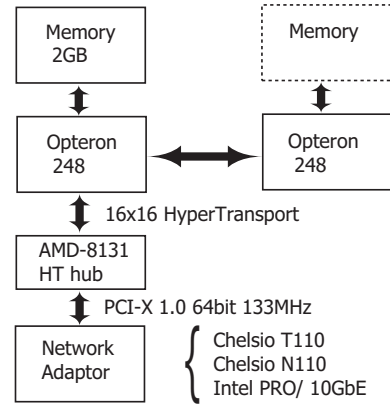 Memory
2GB
Memory
Opteron
248
Opteron
248
16x16 HyperTransport
AMD-8131
HT hub
PCI-X 1.0 64bit 133MHz
Network
Adaptor
Chelsio T110
Chelsio N110
Intel PRO/ 10GbE